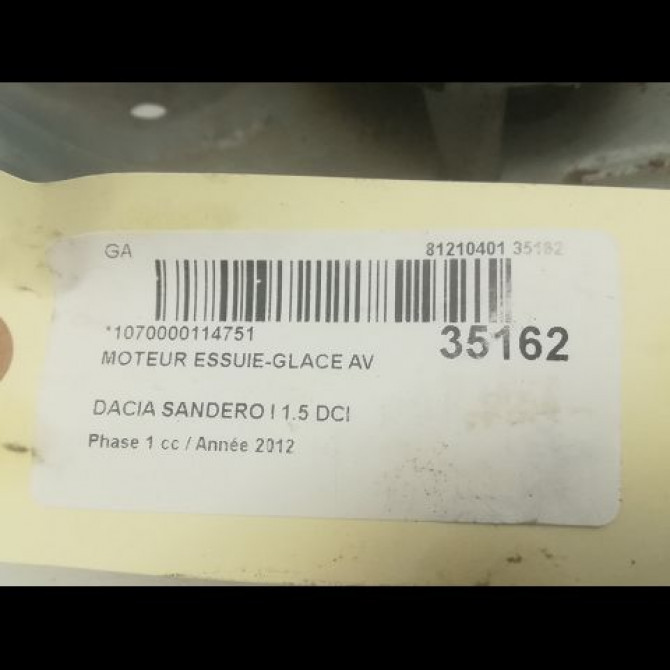 GA 81210401 35162
*1070000114751 35162
MOTEUR ESSUIE-GLACE AV
DACIA SANDERO I 1.5 DCI
Phase 1 cc / Année 2012